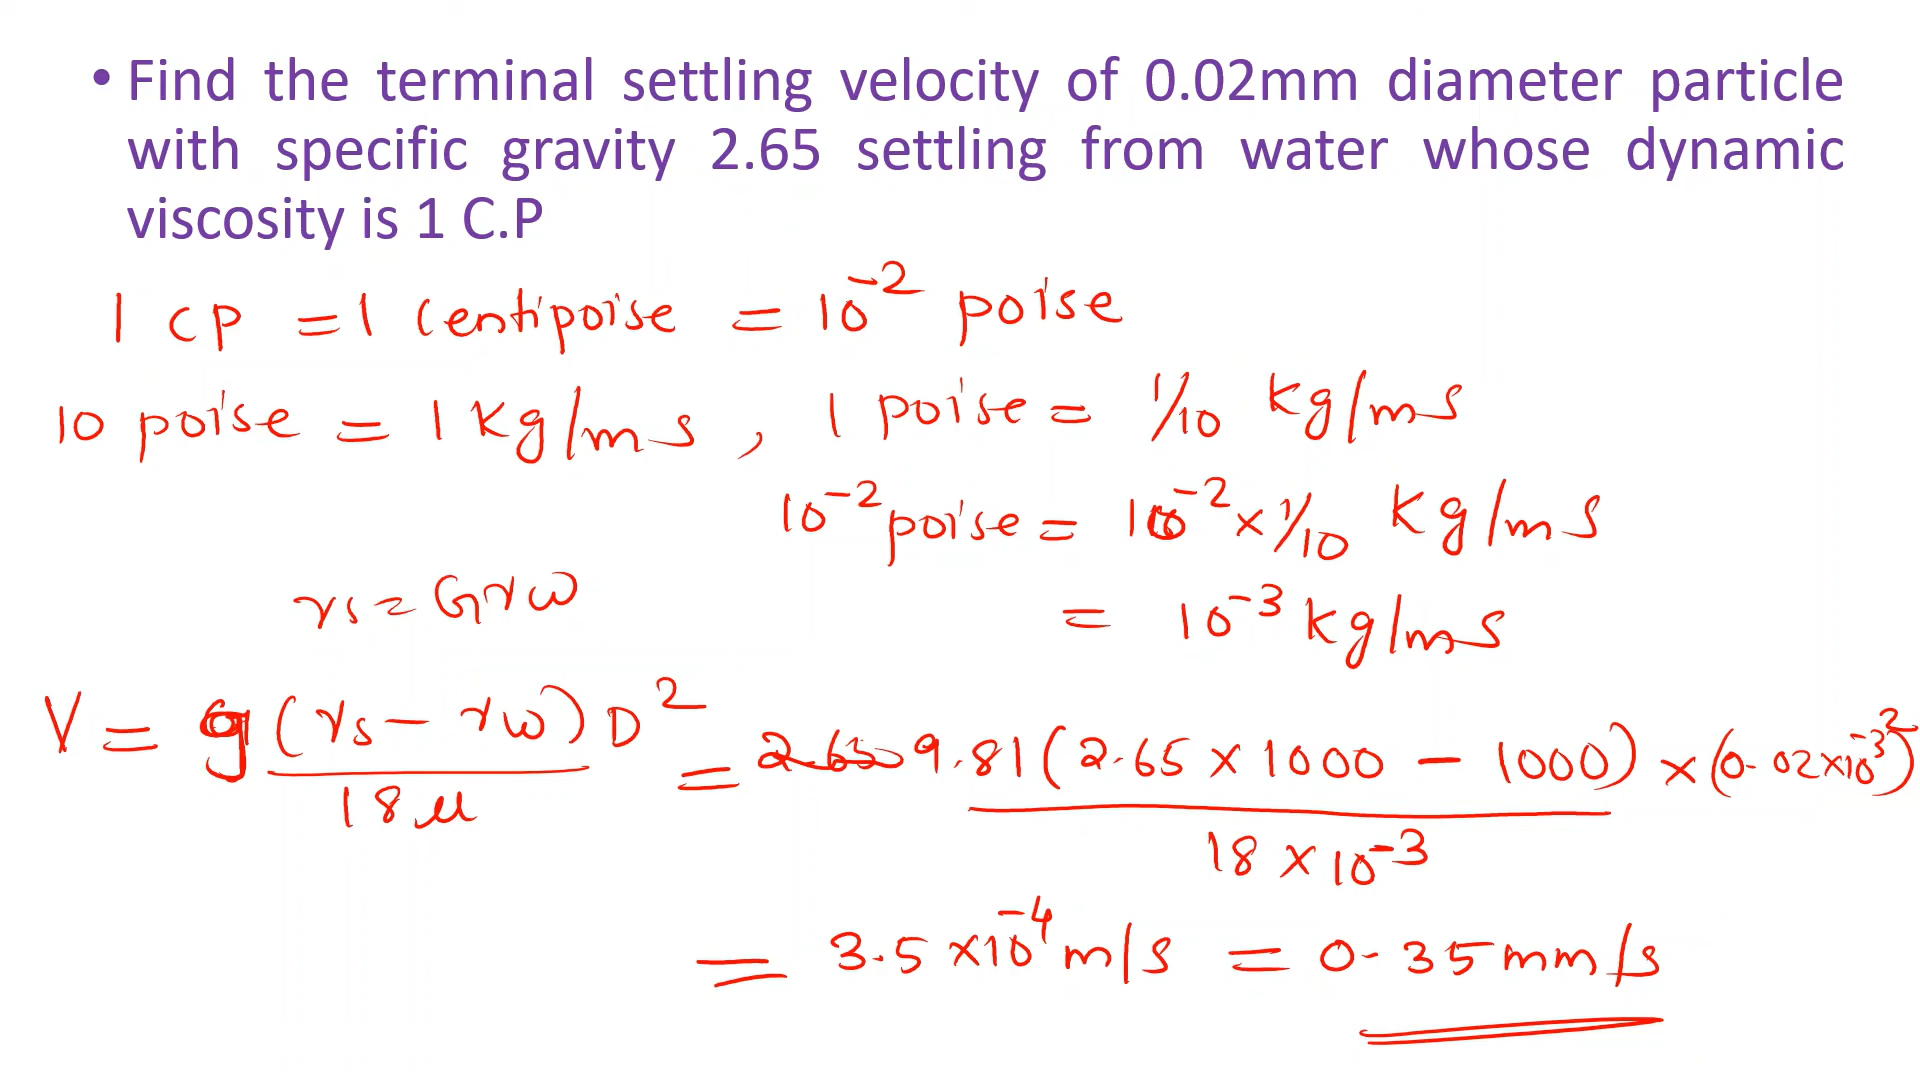 • Find the terminal settling velocity of 0.02mm diameter particle
with specific gravity 2.65 settling from water whose dynamic
viscosity is 1 C.P
1 CP = 1 Centipoise = 10⁻² poise
10 poise = 1 Kg/ms, 1 poise = 1/10 Kg/ms
10⁻² poise = 10⁻² × 1/10 Kg/ms
γs = Gγω
= 10⁻³ Kg/ms
V = g(γs - γω)D² / 18μ = 9.81(2.65 × 1000 - 1000) × (0.02×10⁻³)² / 18 × 10⁻³
= 3.5 × 10⁻⁴ m/s = 0.35 mm/s